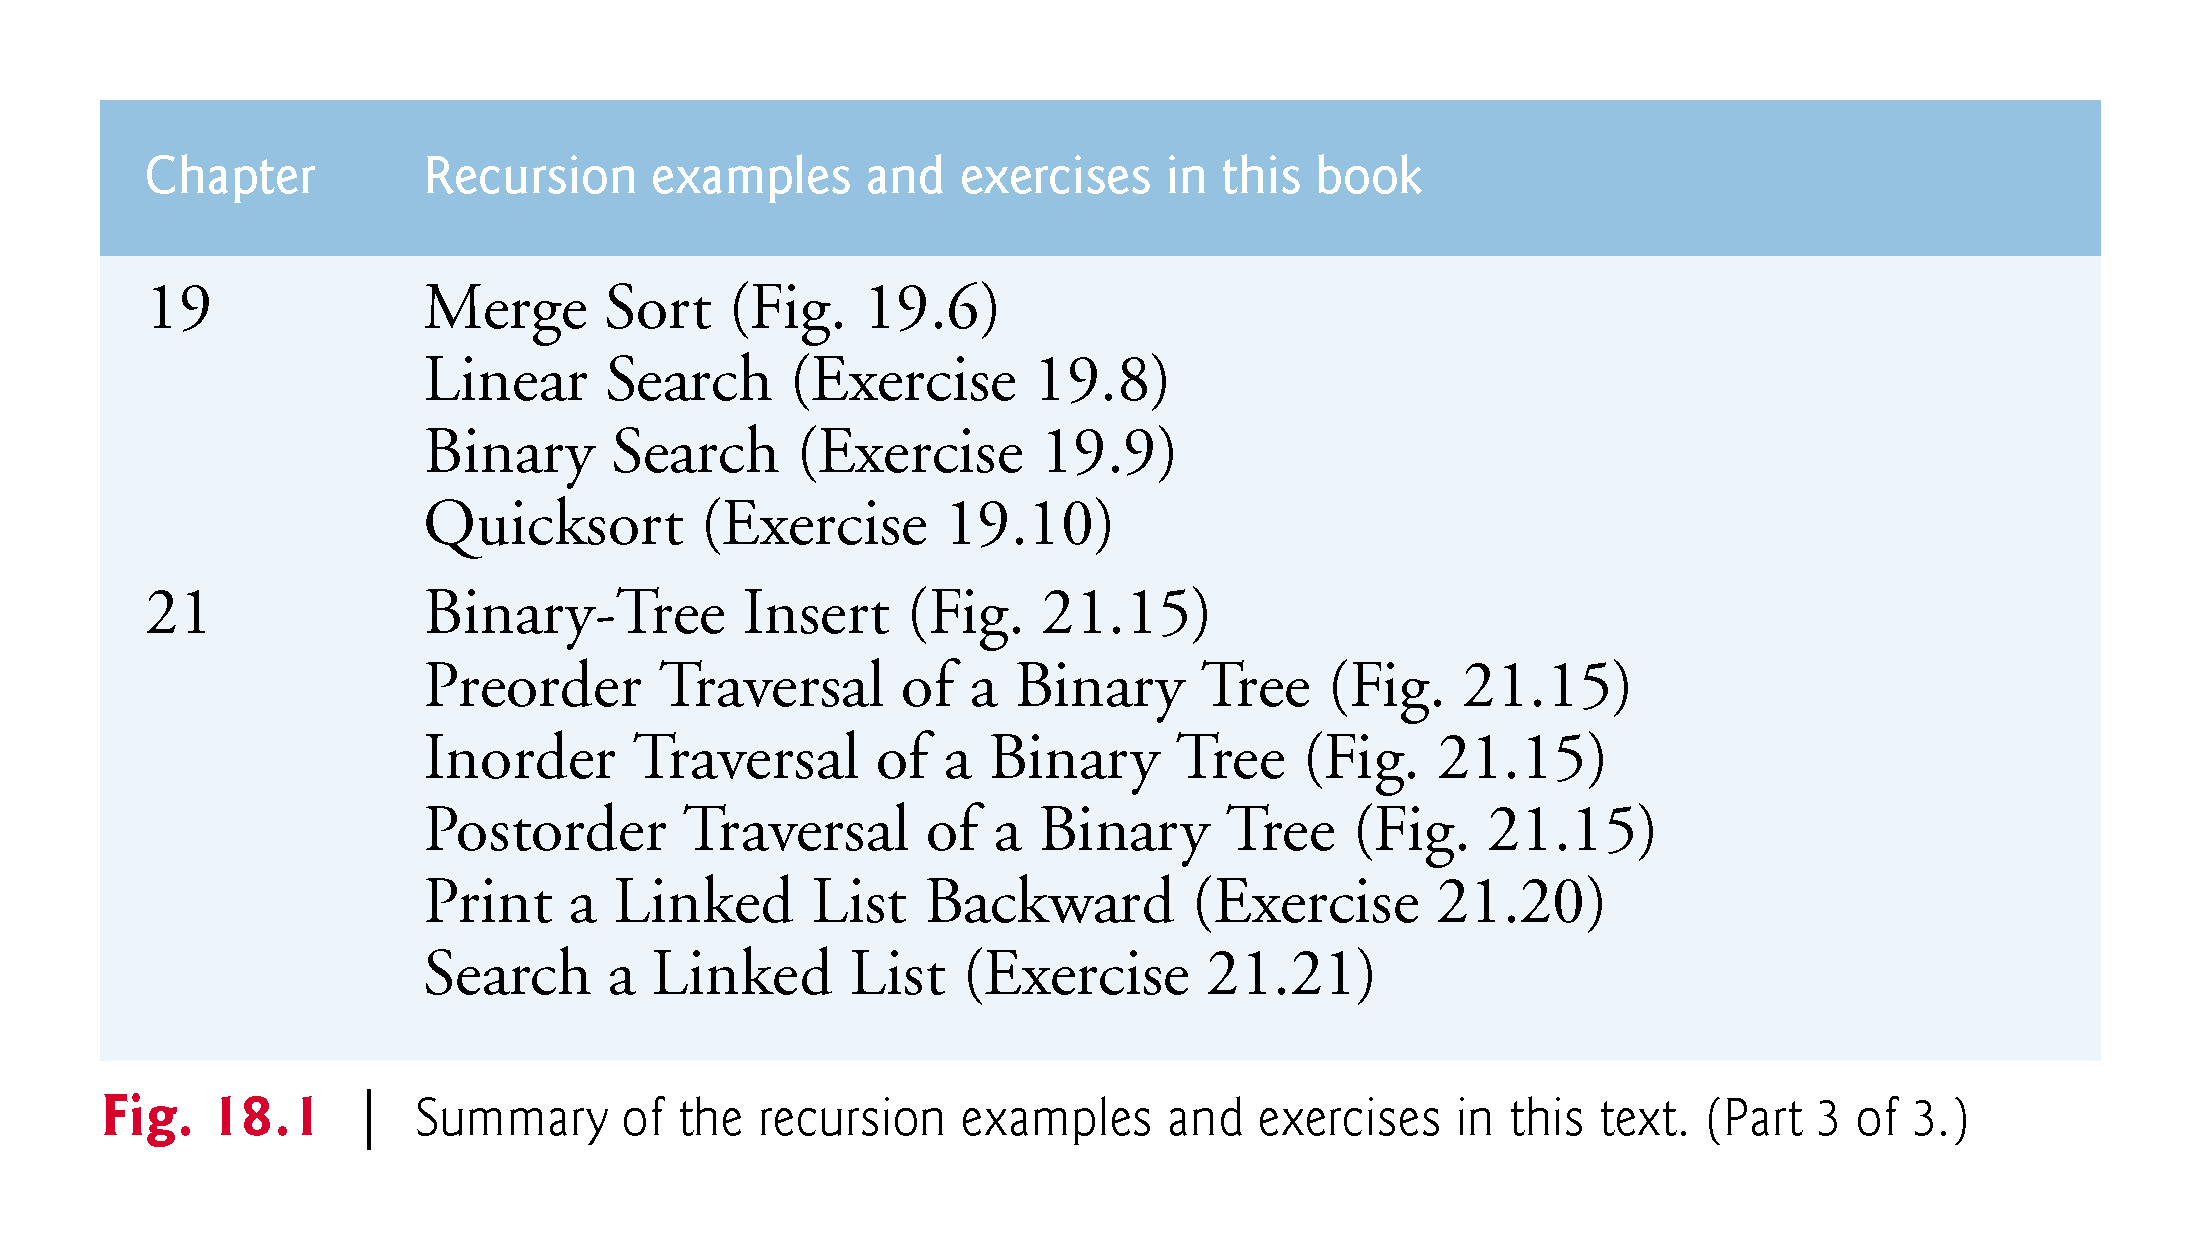 Chapter Recursion examples and exercises in this book
19 Merge Sort (Fig. 19.6)
Linear Search (Exercise 19.8)
Binary Search (Exercise 19.9)
Quicksort (Exercise 19.10)
21 Binary-Tree Insert (Fig. 21.15)
Preorder Traversal of a Binary Tree (Fig. 21.15)
Inorder Traversal of a Binary Tree (Fig. 21.15)
Postorder Traversal of a Binary Tree (Fig. 21.15)
Print a Linked List Backward (Exercise 21.20)
Search a Linked List (Exercise 21.21)
Fig. 18.1 | Summary of the recursion examples and exercises in this text. (Part 3 of 3.)